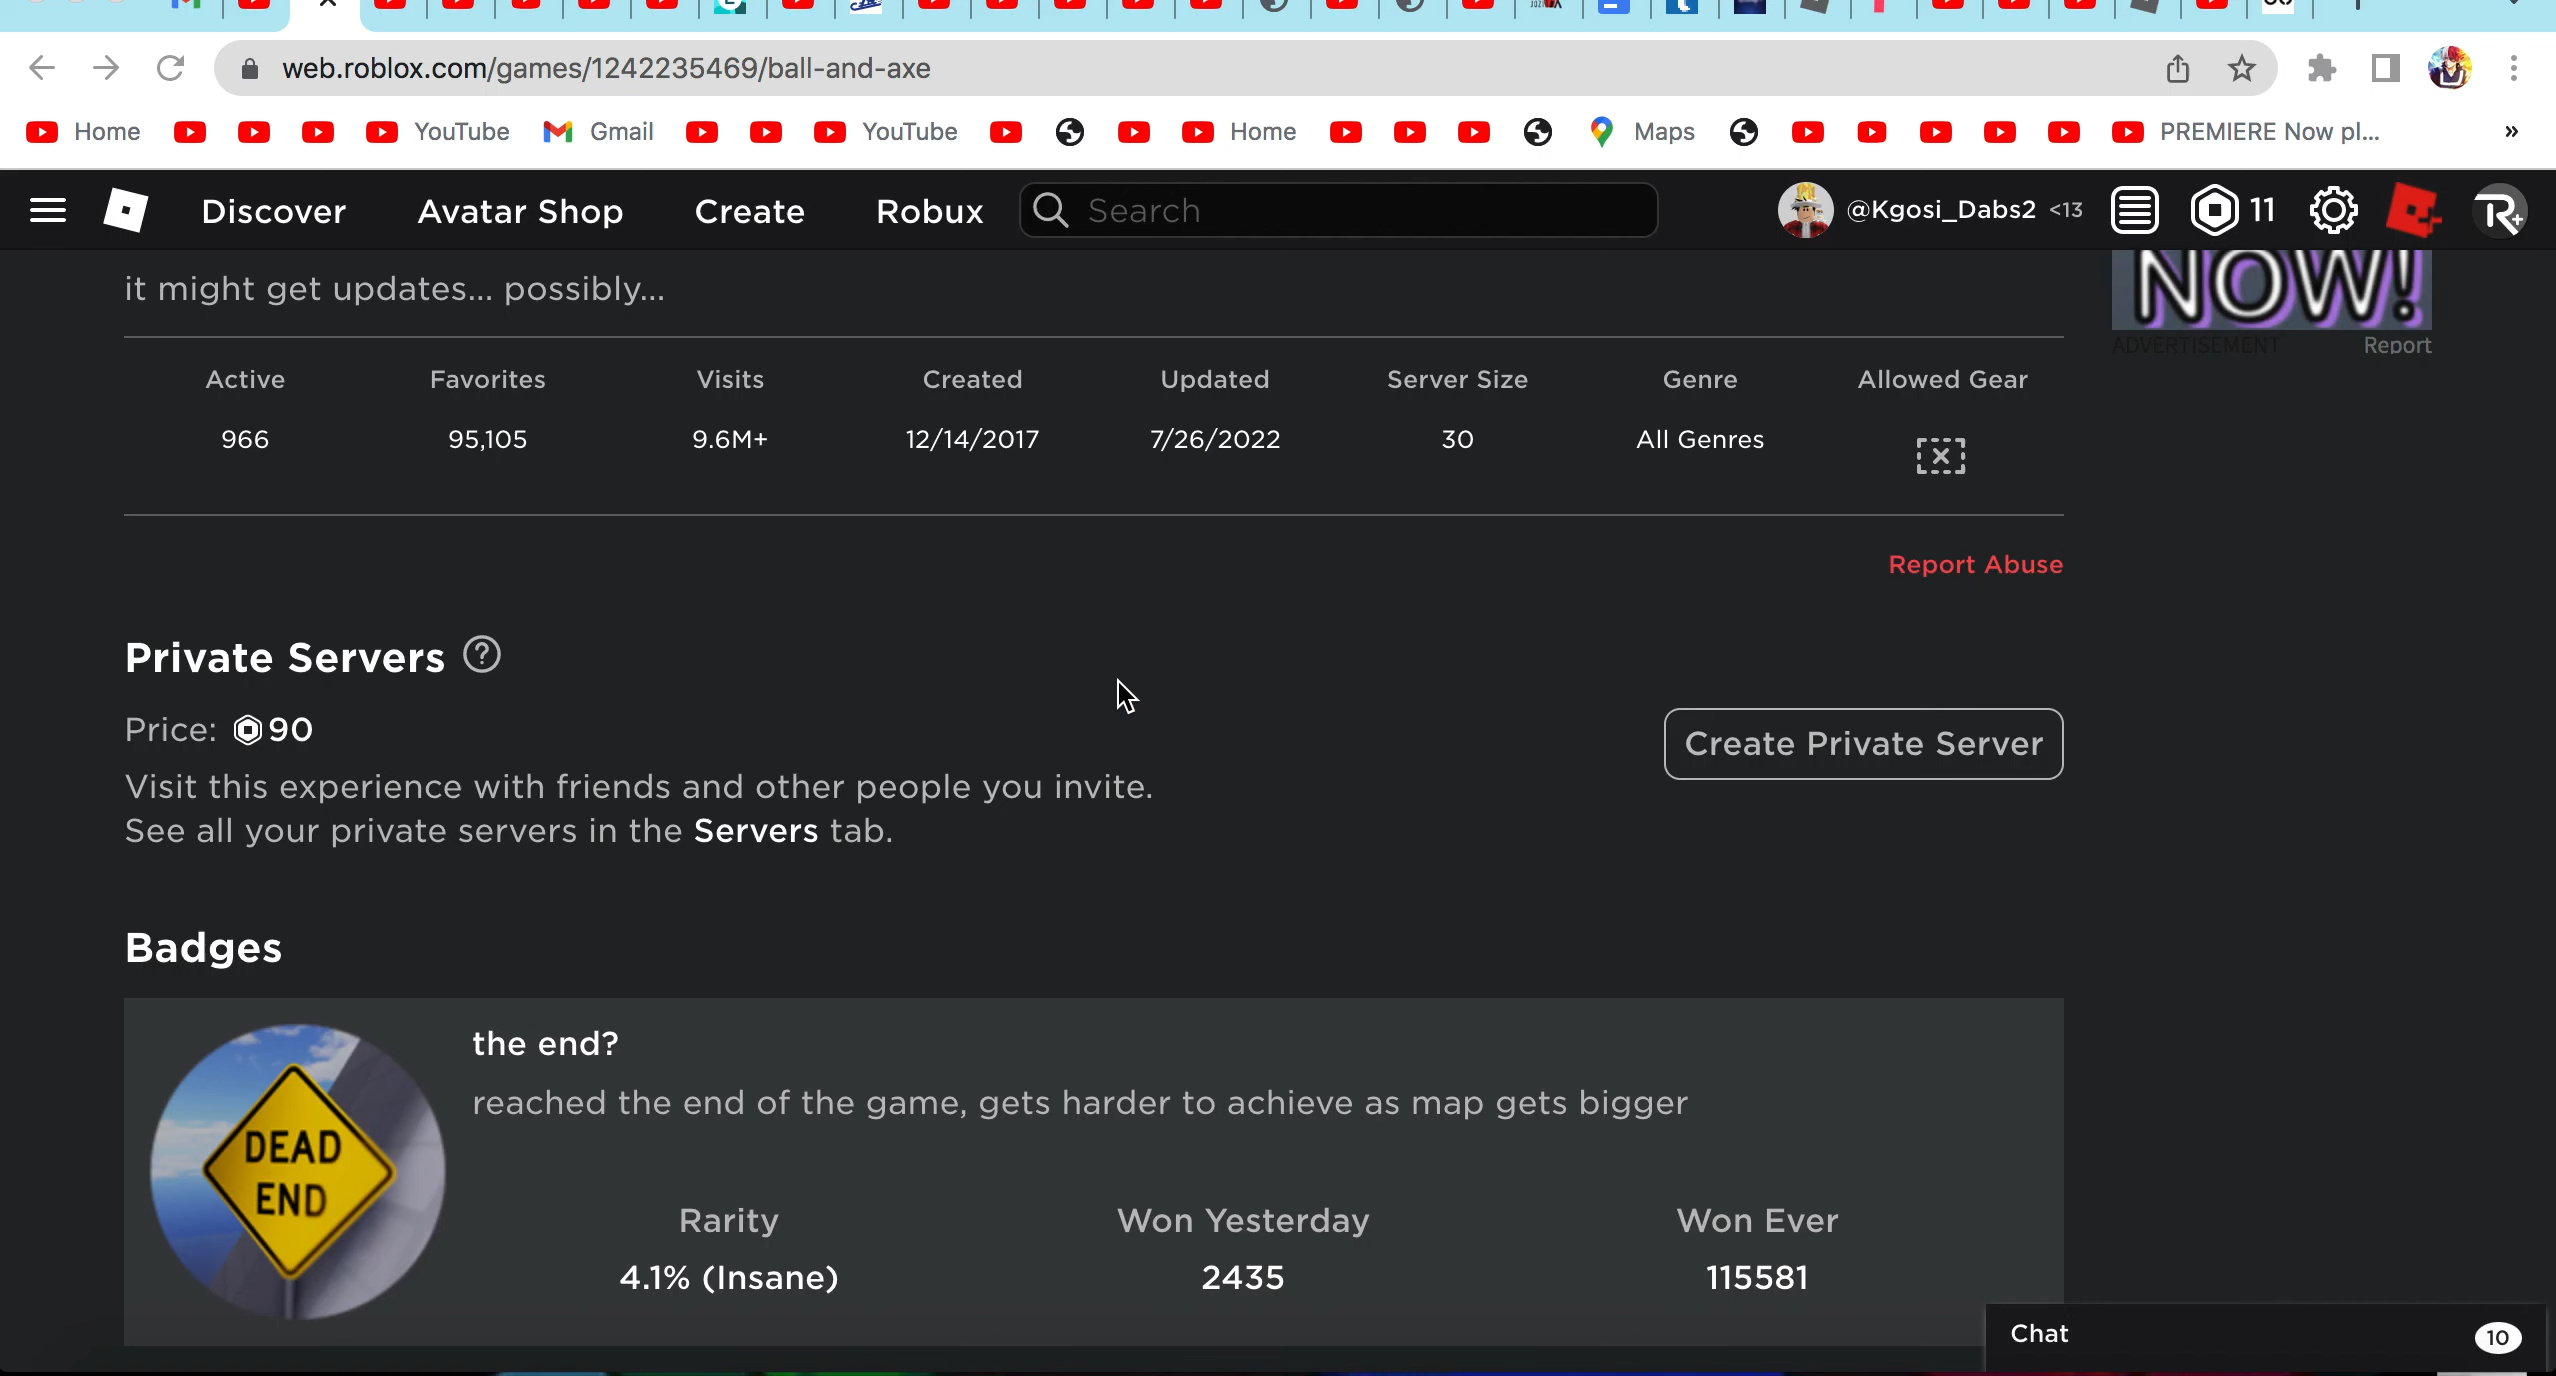 web.roblox.com/games/1242235469/ball-and-axe
Home YouTube Gmail YouTube Home Maps PREMIERE Now pl... »
Discover Avatar Shop Create Robux Search @Kgosi_Dabs2 <13 11
NOW!
ADVERTISEMENT Report
it might get updates... possibly...
Active Favorites Visits Created Updated Server Size Genre Allowed Gear
966 95,105 9.6M+ 12/14/2017 7/26/2022 30 All Genres
Report Abuse
Private Servers ?
Price: 90
Create Private Server
Visit this experience with friends and other people you invite.
See all your private servers in the Servers tab.
Badges
the end?
reached the end of the game, gets harder to achieve as map gets bigger
DEAD
END
Rarity Won Yesterday Won Ever
4.1% (Insane) 2435 115581
Chat 10